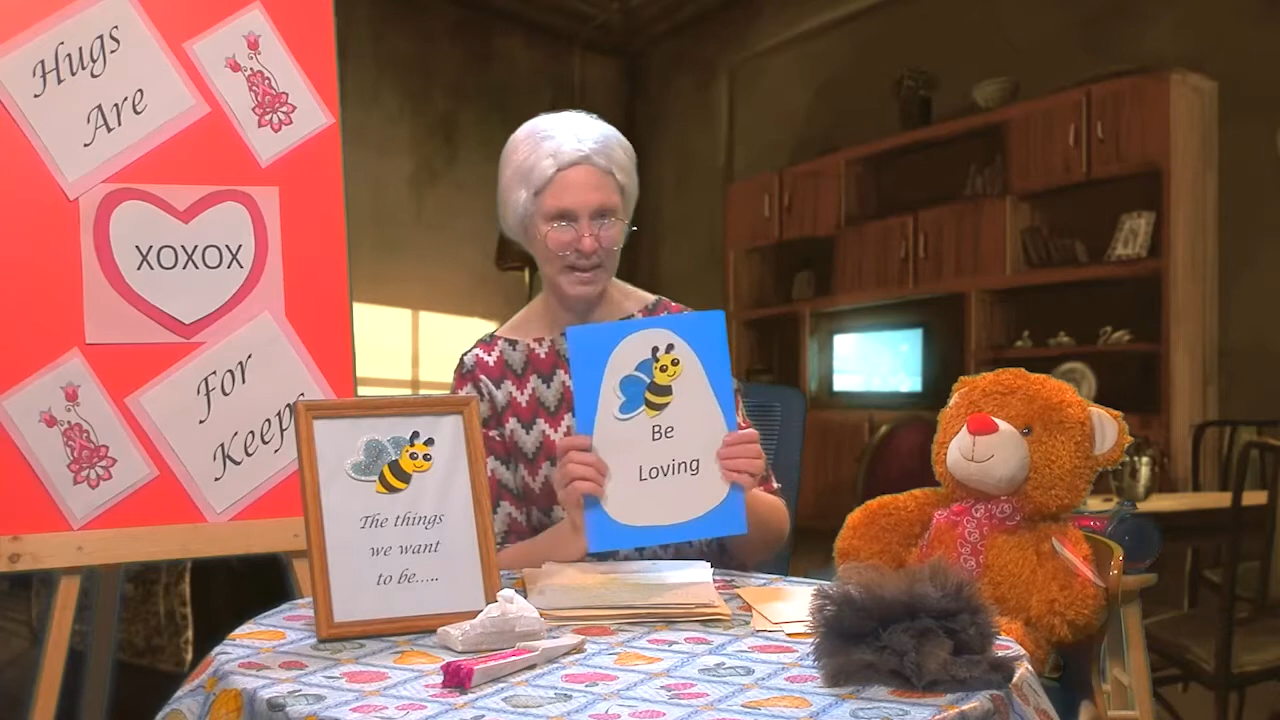 Hugs
Are
XOXOX
For
Keeps
The things
we want
to be.....
Be
Loving